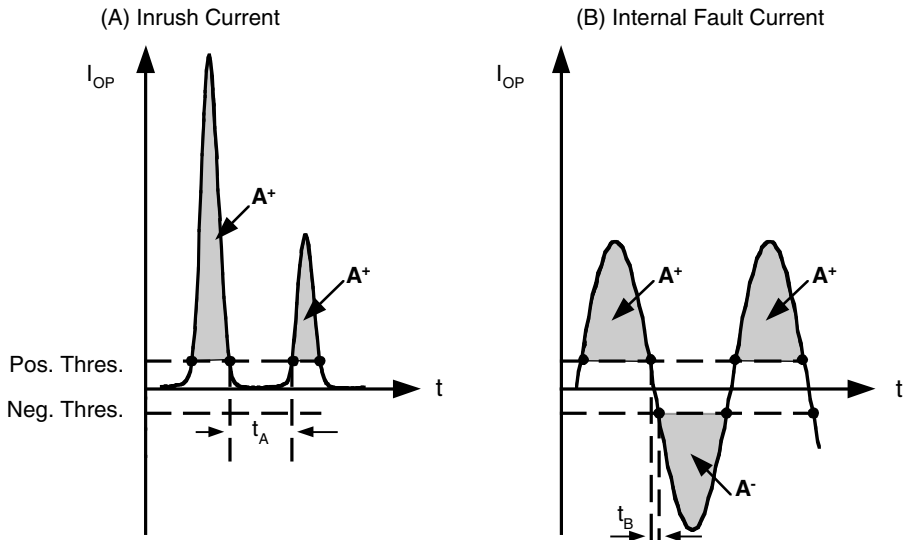 (A) Inrush Current
I_OP
A⁺
A⁺
Pos. Thres.
t
Neg. Thres.
t_A
(B) Internal Fault Current
I_OP
A⁺
A⁺
t
A⁻
t_B